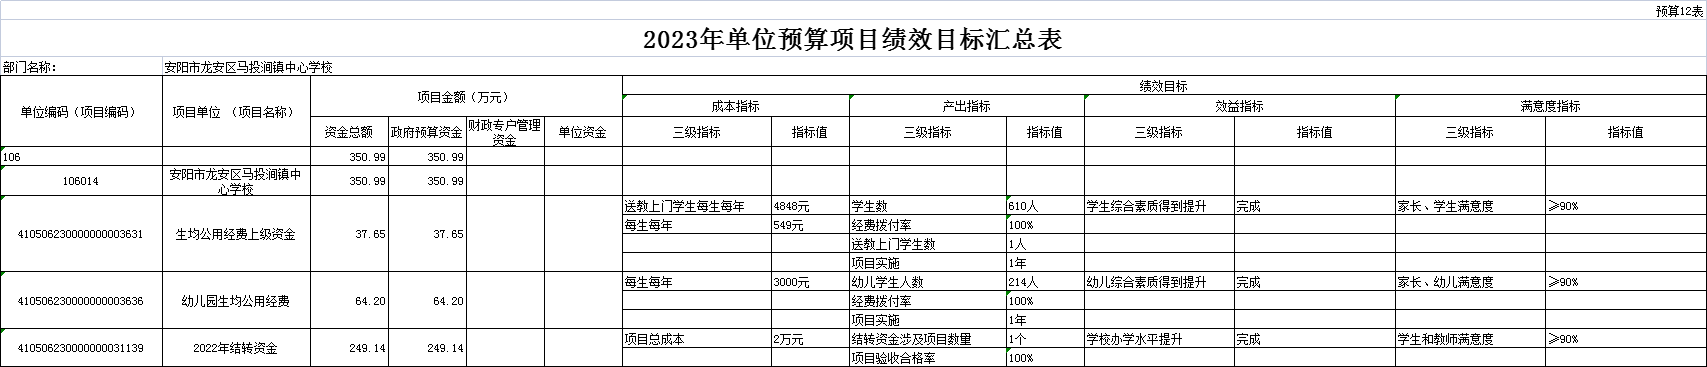 预算12表
2023年单位预算项目绩效目标汇总表
部门名称: 安阳市龙安区马投涧镇中心学校
单位编码（项目编码） 项目单位 （项目名称） 项目金额（万元） 绩效目标
成本指标 产出指标 效益指标 满意度指标
资金总额 政府预算资金 财政专户管理资金 单位资金 三级指标 指标值 三级指标 指标值 三级指标 指标值 三级指标 指标值
106 350.99 350.99
106014 安阳市龙安区马投涧镇中心学校 350.99 350.99
410506230000000003631 生均公用经费上级资金 37.65 37.65 送教上门学生每生每年 4848元 学生数 610人 学生综合素质得到提升 完成 家长、学生满意度 ≥90%
每生每年 549元 经费拨付率 100%
送教上门学生数 1人
项目实施 1年
410506230000000003636 幼儿园生均公用经费 64.20 64.20 每生每年 3000元 幼儿学生人数 214人 幼儿综合素质得到提升 完成 家长、幼儿满意度 ≥90%
经费拨付率 100%
项目实施 1年
410506230000000031139 2022年结转资金 249.14 249.14 项目总成本 2万元 结转资金涉及项目数量 1个 学校办学水平提升 完成 学生和教师满意度 ≥90%
项目验收合格率 100%